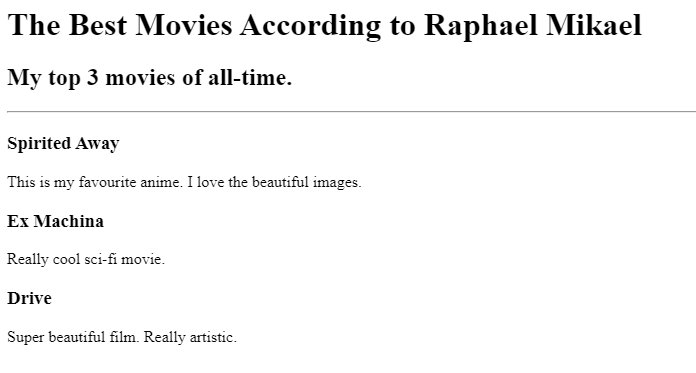 The Best Movies According to Raphael Mikael
My top 3 movies of all-time.
Spirited Away
This is my favourite anime. I love the beautiful images.
Ex Machina
Really cool sci-fi movie.
Drive
Super beautiful film. Really artistic.